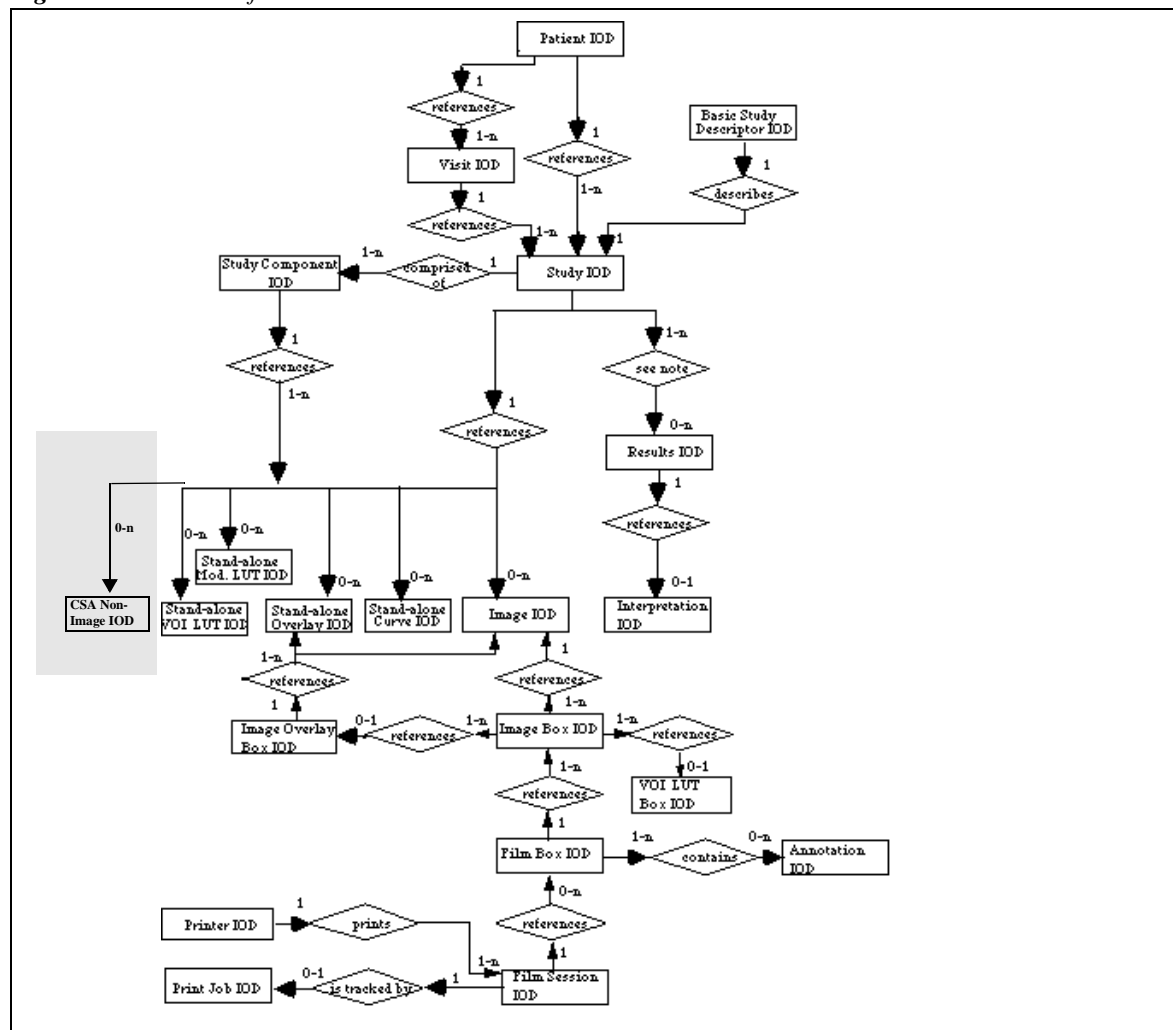 Patient IOD
1
references
1-n
Visit IOD
1
references
1-n
1
references
1-n
Basic Study
Descriptor IOD
1
describes
1
Study IOD
1
comprised
of
1-n
Study Component
IOD
1
references
1-n
1
references
1-n
see note
0-n
Results IOD
1
references
0-1
Interpretation
IOD
0-n
CSA Non-
Image IOD
0-n
Stand-alone
VOI LUT IOD
0-n
Stand-alone
Mod. LUT IOD
0-n
Stand-alone
Overlay IOD
0-n
Stand-alone
Curve IOD
0-n
Image IOD
1-n
references
1
Image Overlay
Box IOD
0-1
references
1-n
1
references
1-n
Image Box IOD
1-n
references
0-1
VOI LUT
Box IOD
1-n
references
1
Film Box IOD
1-n
contains
0-n
Annotation
IOD
0-n
references
1
Printer IOD
1
prints
1-n
Film Session
IOD
1
is tracked by
0-1
Print Job IOD